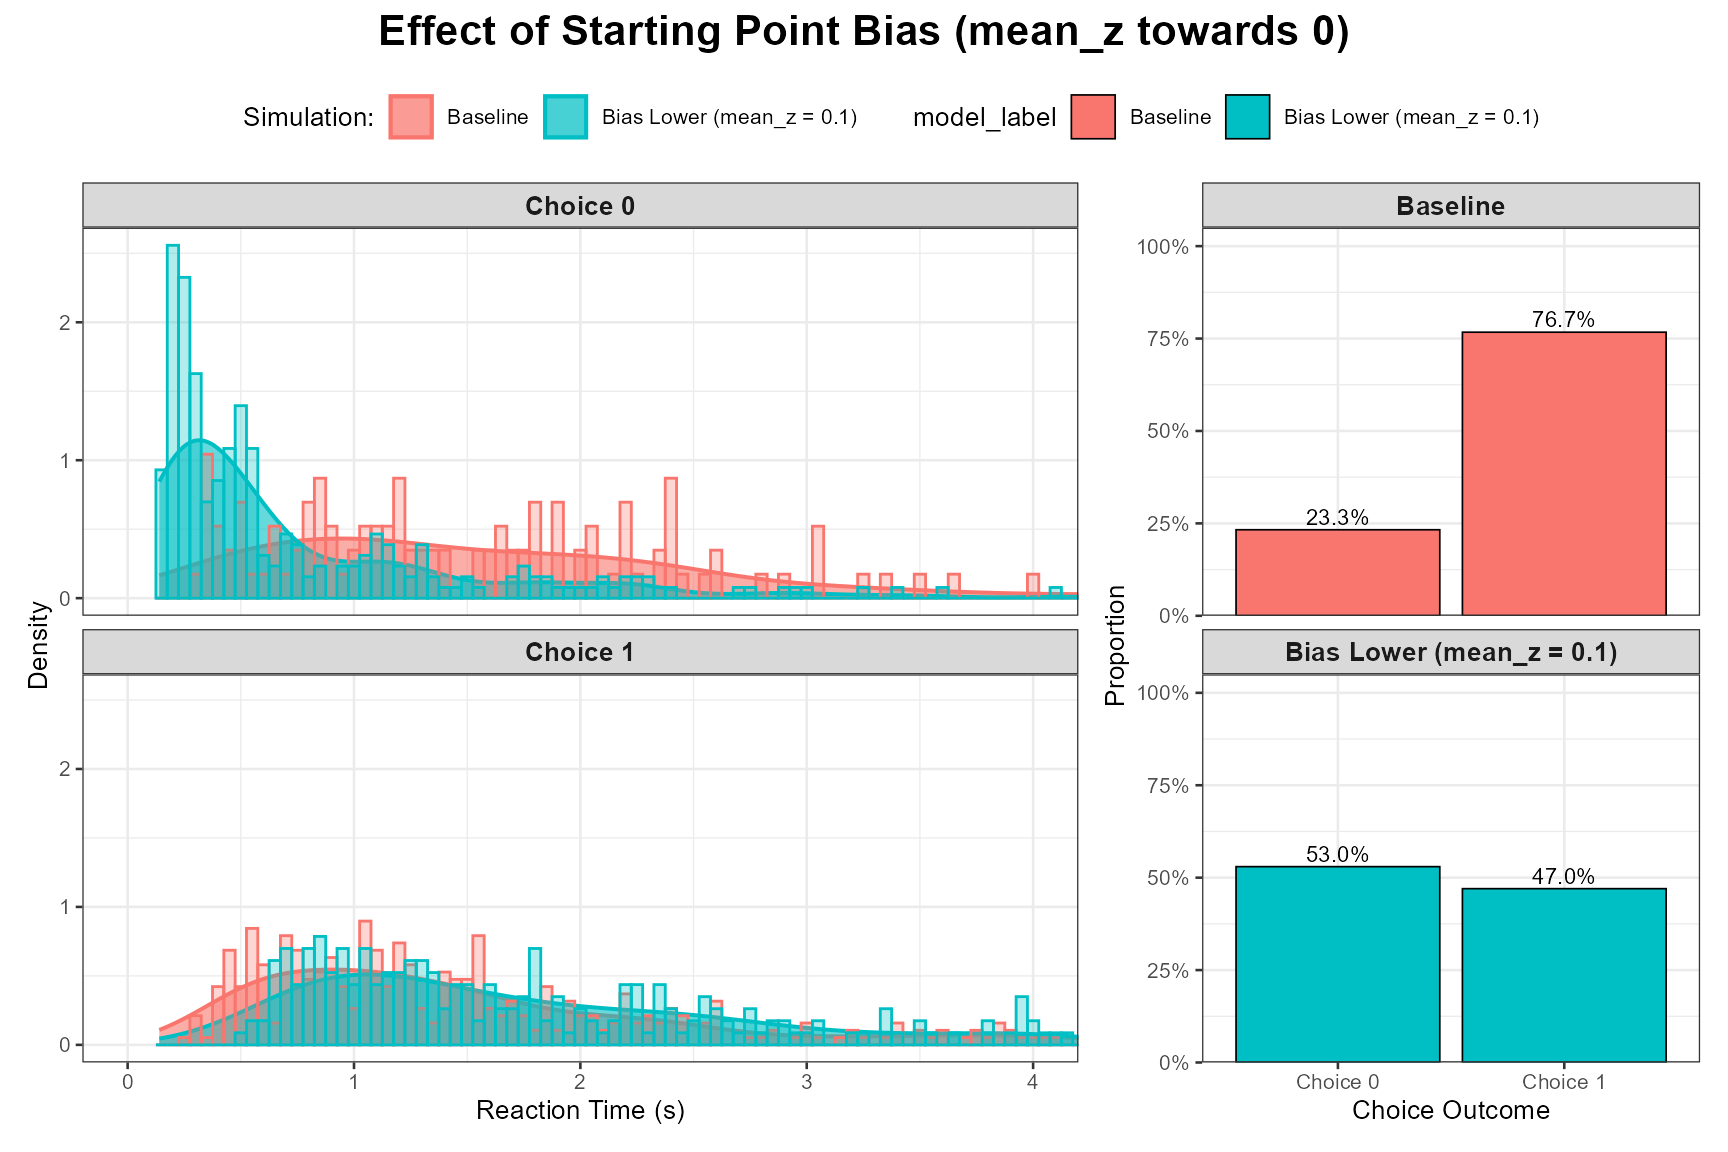 Effect of Starting Point Bias (mean_z towards 0)
Simulation: Baseline Bias Lower (mean_z = 0.1) model_label Baseline Bias Lower (mean_z = 0.1)
Choice 0
2
1
0
Choice 1
2
1
0
Density
0 1 2 3 4
Reaction Time (s)
Baseline
100%
75%
50%
25%
0%
76.7%
23.3%
Bias Lower (mean_z = 0.1)
100%
75%
50%
25%
0%
53.0%
47.0%
Proportion
Choice 0 Choice 1
Choice Outcome